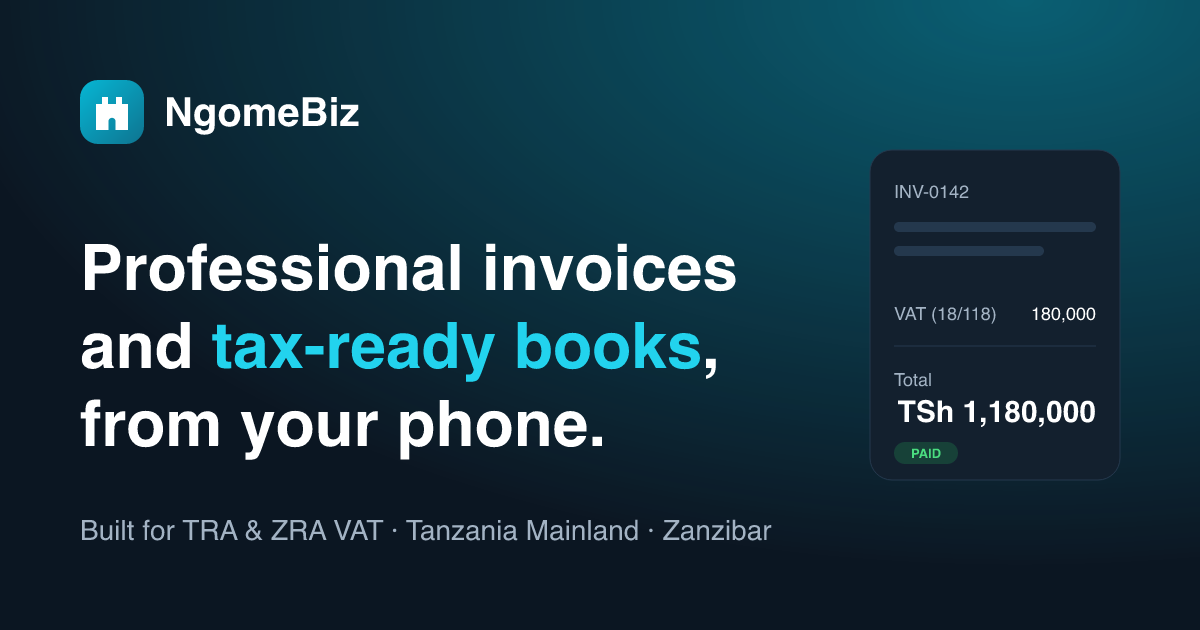 NgomeBiz
Professional invoices
and tax-ready books,
from your phone.
Built for TRA & ZRA VAT · Tanzania Mainland · Zanzibar
INV-0142
VAT (18/118) 180,000
Total
TSh 1,180,000
PAID